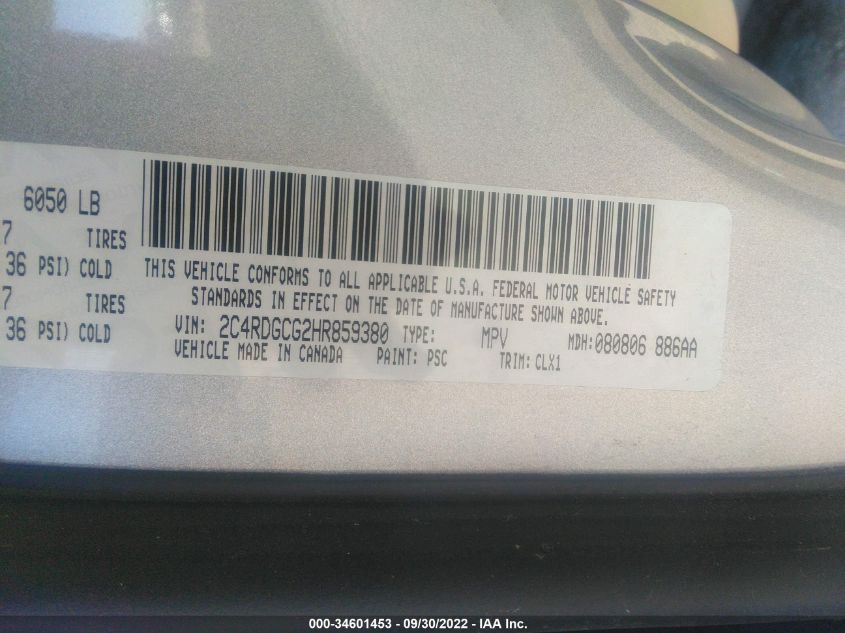 6050 LB
7 TIRES
36 PSI) COLD
7 TIRES
36 PSI) COLD
THIS VEHICLE CONFORMS TO ALL APPLICABLE U.S.A. FEDERAL MOTOR VEHICLE SAFETY
STANDARDS IN EFFECT ON THE DATE OF MANUFACTURE SHOWN ABOVE.
VIN: 2C4RDGCG2HR859380 TYPE: MPV MDH: 080806 886AA
VEHICLE MADE IN CANADA PAINT: PSC TRIM: CLX1
000-34601453 - 09/30/2022 - IAA Inc.